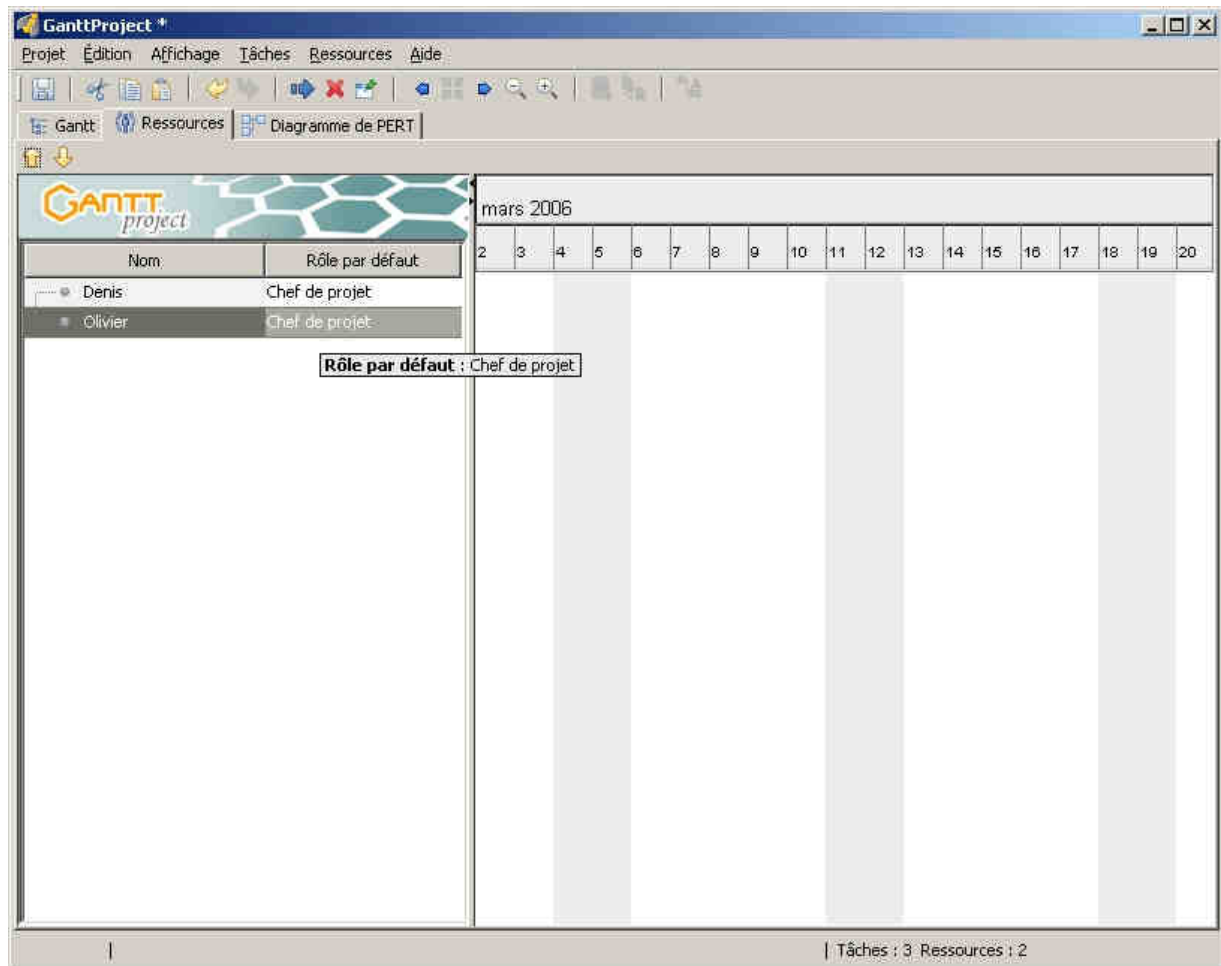 GanttProject *
Projet Édition Affichage Tâches Ressources Aide
Gantt Ressources Diagramme de PERT
GANTT project
mars 2006
Nom Rôle par défaut 2 3 4 5 6 7 8 9 10 11 12 13 14 15 16 17 18 19 20
Denis Chef de projet
Olivier Chef de projet
Rôle par défaut : Chef de projet
Tâches : 3 Ressources : 2